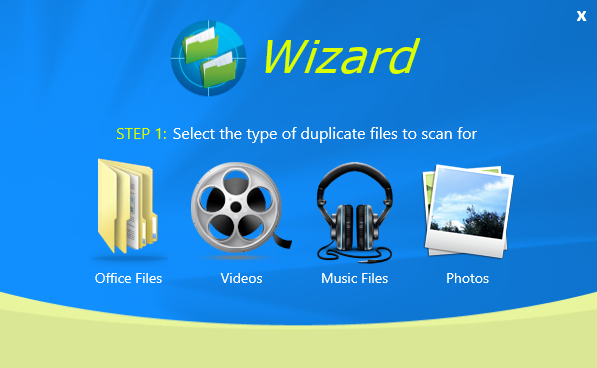 X
Wizard
STEP 1: Select the type of duplicate files to scan for
Office Files
Videos
Music Files
Photos